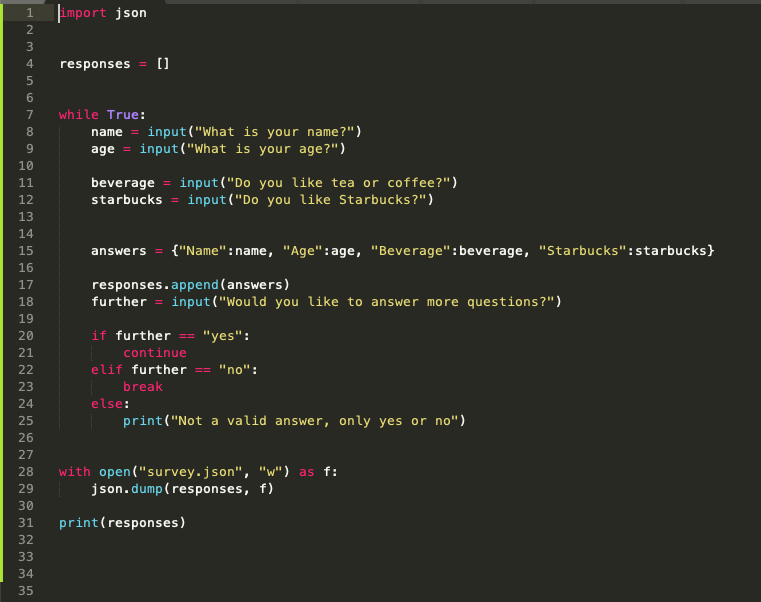 1 import json
2
3
4 responses = []
5
6
7 while True:
8     name = input("What is your name?")
9     age = input("What is your age?")
10
11     beverage = input("Do you like tea or coffee?")
12     starbucks = input("Do you like Starbucks?")
13
14
15     answers = {"Name":name, "Age":age, "Beverage":beverage, "Starbucks":starbucks}
16
17     responses.append(answers)
18     further = input("Would you like to answer more questions?")
19
20     if further == "yes":
21         continue
22     elif further == "no":
23         break
24     else:
25         print("Not a valid answer, only yes or no")
26
27
28 with open("survey.json", "w") as f:
29     json.dump(responses, f)
30
31 print(responses)
32
33
34
35